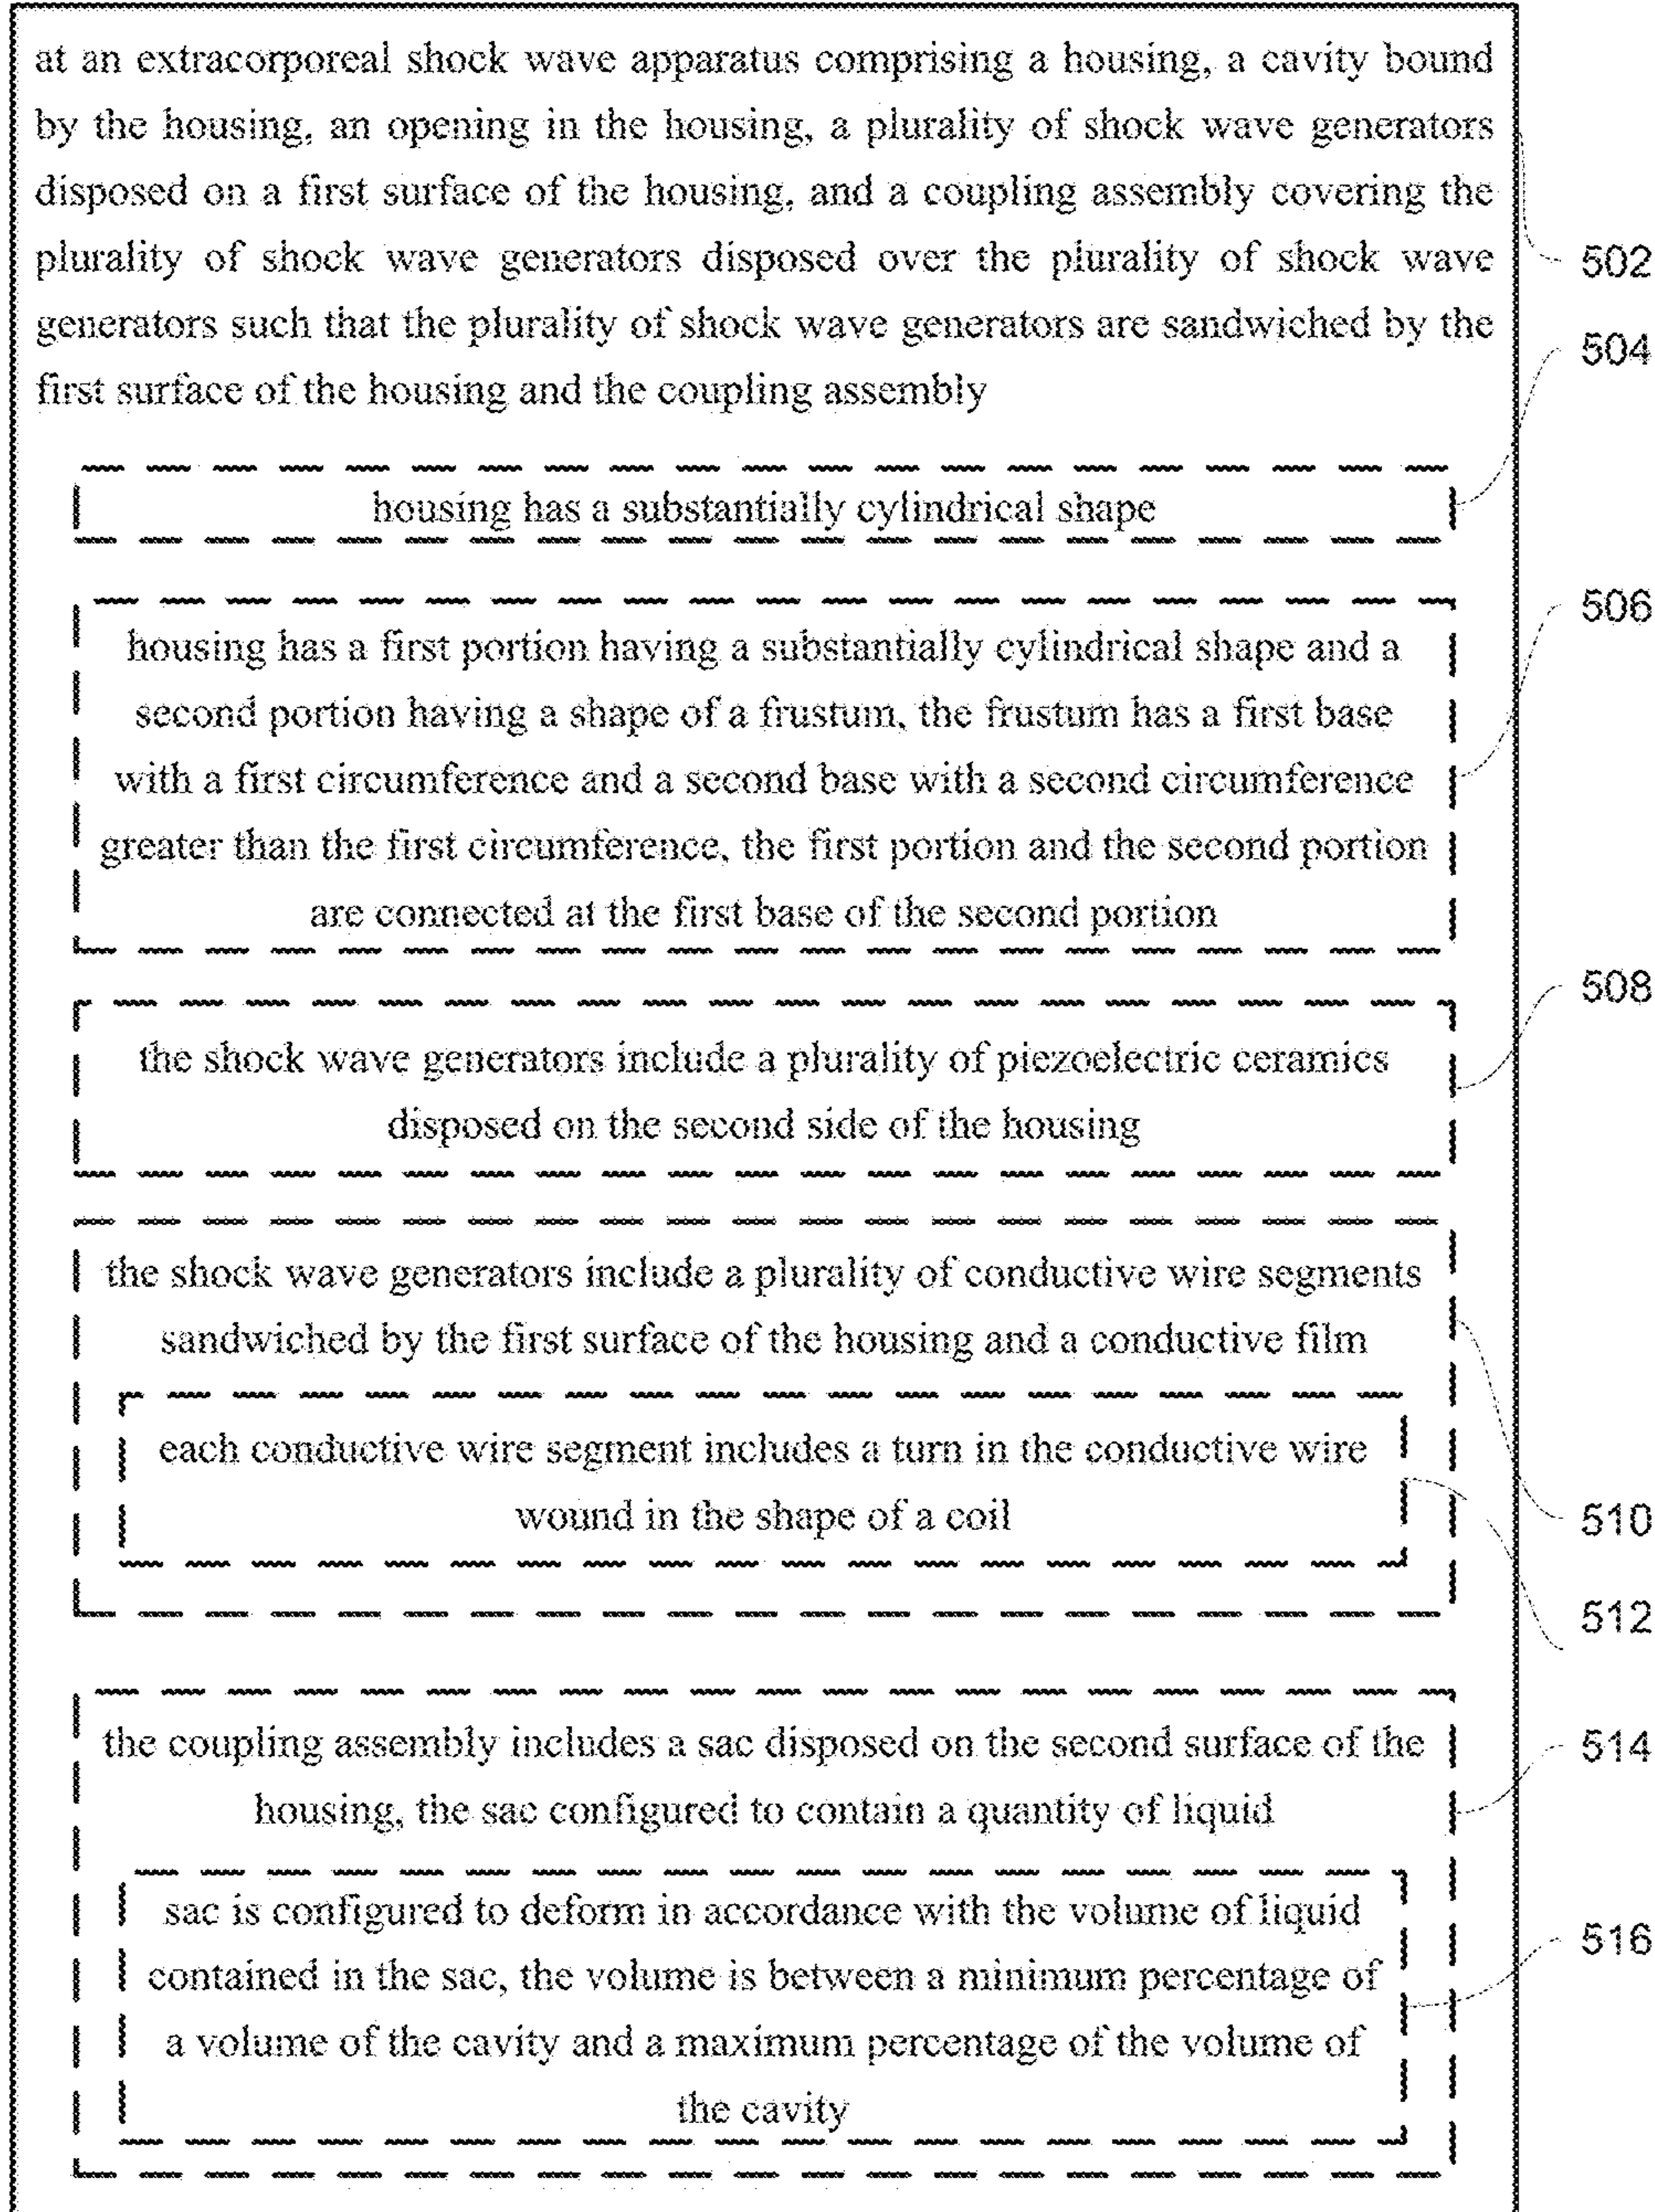 at an extracorporeal shock wave apparatus comprising a housing, a cavity bound
by the housing, an opening in the housing, a plurality of shock wave generators
disposed on a first surface of the housing, and a coupling assembly covering the
plurality of shock wave generators disposed over the plurality of shock wave
generators such that the plurality of shock wave generators are sandwiched by the
first surface of the housing and the coupling assembly
502
504
housing has a substantially cylindrical shape
506
housing has a first portion having a substantially cylindrical shape and a
second portion having a shape of a frustum, the frustum has a first base
with a first circumference and a second base with a second circumference
greater than the first circumference, the first portion and the second portion
are connected at the first base of the second portion
508
the shock wave generators include a plurality of piezoelectric ceramics
disposed on the second side of the housing
the shock wave generators include a plurality of conductive wire segments
sandwiched by the first surface of the housing and a conductive film
each conductive wire segment includes a turn in the conductive wire
wound in the shape of a coil
510
512
the coupling assembly includes a sac disposed on the second surface of the
housing, the sac configured to contain a quantity of liquid
514
sac is configured to deform in accordance with the volume of liquid
contained in the sac, the volume is between a minimum percentage of
a volume of the cavity and a maximum percentage of the volume of
the cavity
516